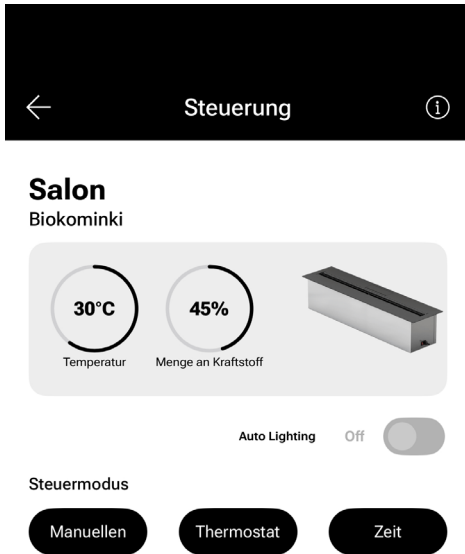 Steuerung
Salon
Biokominki
30°C
45%
Temperatur
Menge an Kraftstoff
Auto Lighting
Off
Steuermodus
Manuellen
Thermostat
Zeit